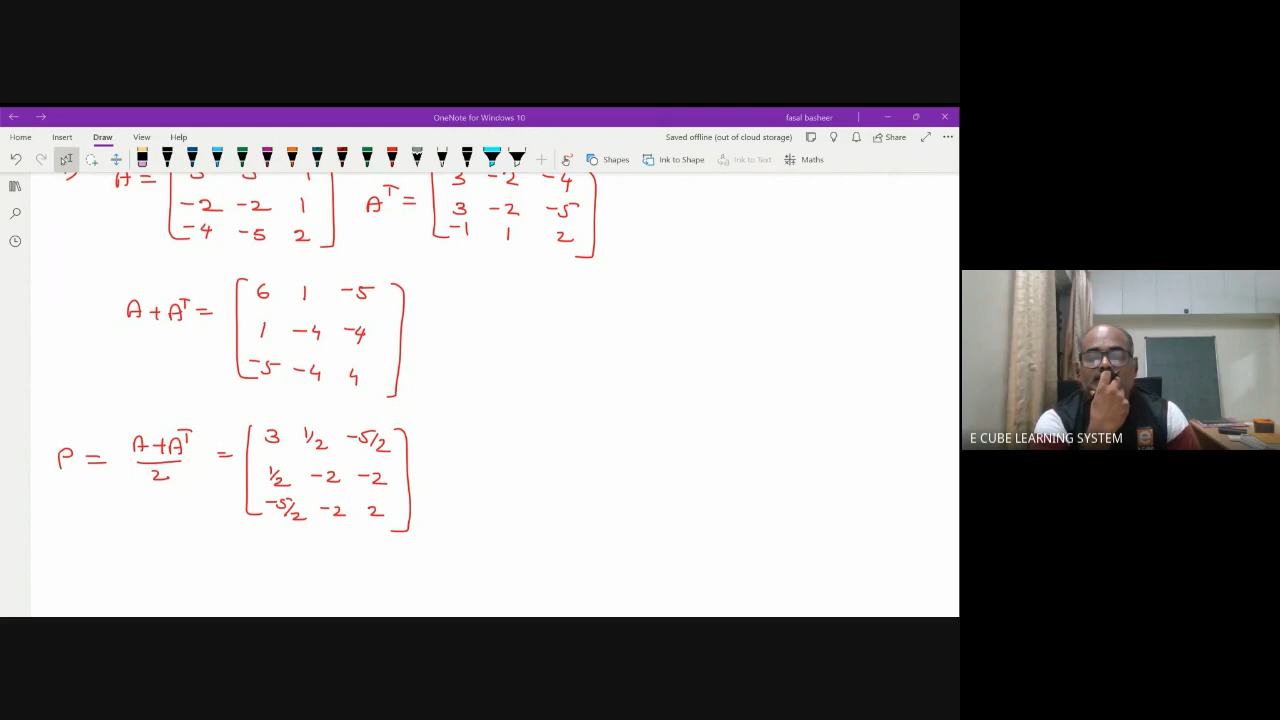 OneNote for Windows 10
fasal basheer
Home Insert Draw View Help
Saved offline (out of cloud storage)
Share
Shapes
Ink to Shape
Ink to Text
Maths
A =
-2 -2 1
-4 -5 2
Aᵀ =
3 -2 -4
3 -2 -5
-1 1 2
A + Aᵀ =
6 1 -5
1 -4 -4
-5 -4 4
P = A+Aᵀ/2 =
3 1/2 -5/2
1/2 -2 -2
-5/2 -2 2
E CUBE LEARNING SYSTEM